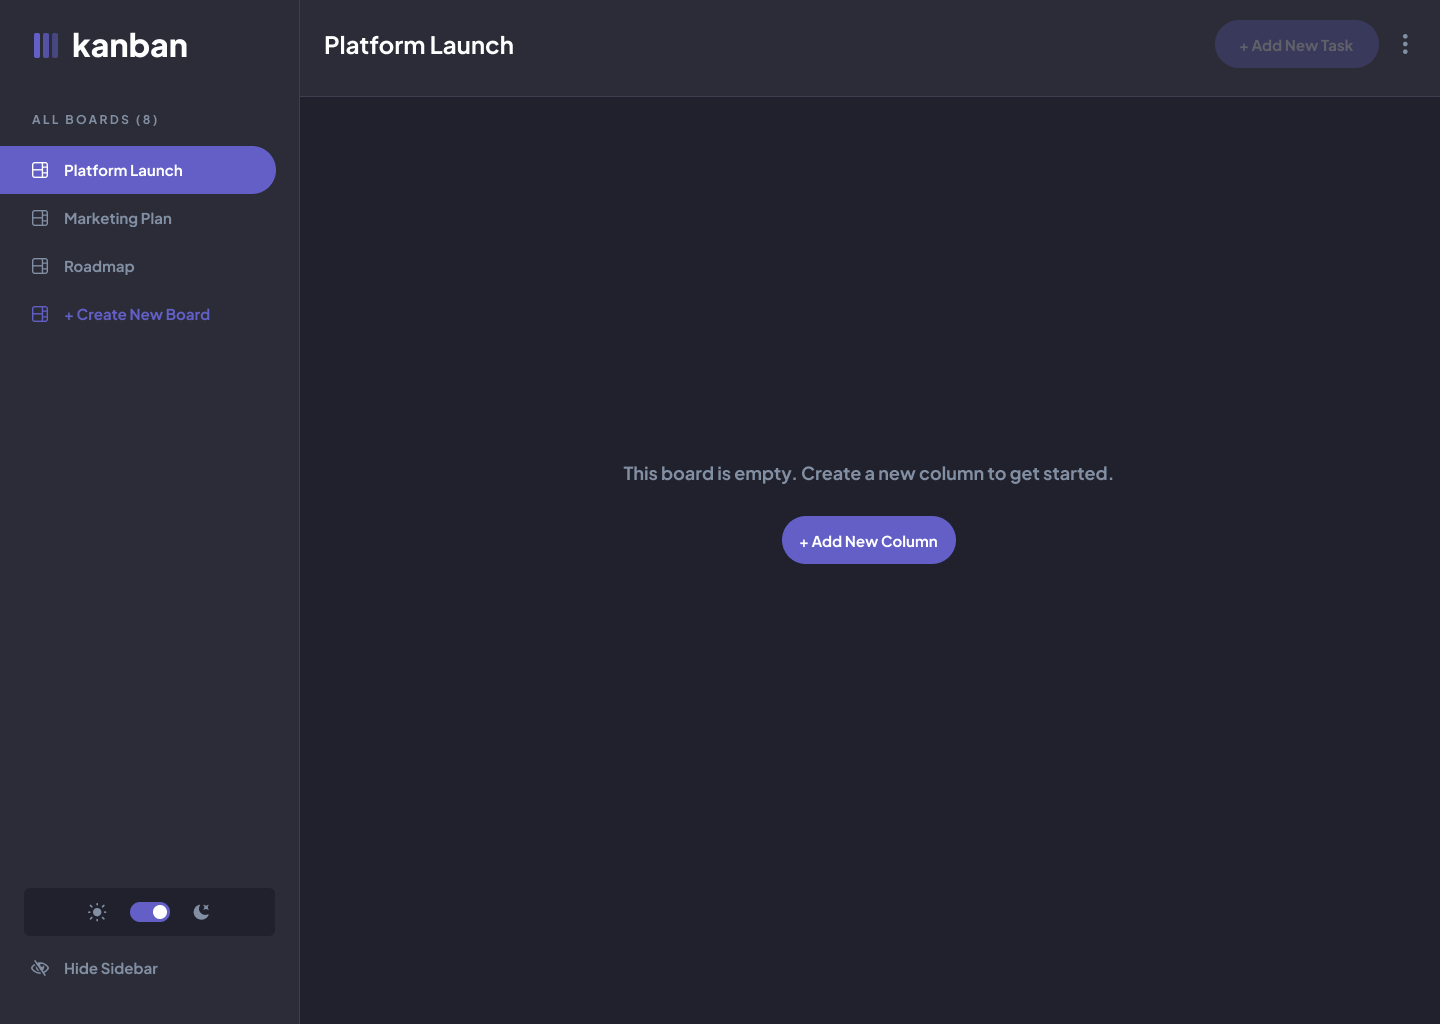 kanban
ALL BOARDS (8)
Platform Launch
Marketing Plan
Roadmap
+ Create New Board
Hide Sidebar
Platform Launch
+ Add New Task
This board is empty. Create a new column to get started.
+ Add New Column